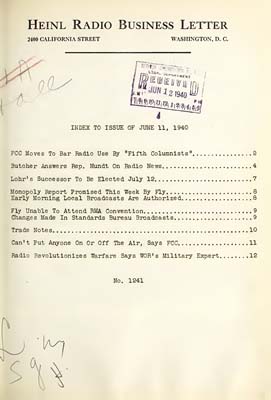 HEINL RADIO BUSINESS LETTER
2400 CALIFORNIA STREET WASHINGTON, D. C.
RECEIVED
JUN 12 1940
INDEX TO ISSUE OF JUNE 11, 1940
FCC Moves To Bar Radio Use By "Fifth Columnists"...............2
Butcher Answers Rep. Mundt On Radio News.......................4
Lohr's Successor To Be Elected July 12.........................7
Monopoly Report Promised This Week By Fly......................8
Early Morning Local Broadcasts Are Authorized..................8
Fly Unable To Attend RMA Convention............................9
Changes Made In Standards Bureau Broadcasts....................9
Trade Notes...................................................10
Can't Put Anyone On Or Off The Air, Says FCC..................11
Radio Revolutionizes Warfare Says WOR's Military Expert.......12
No. 1241